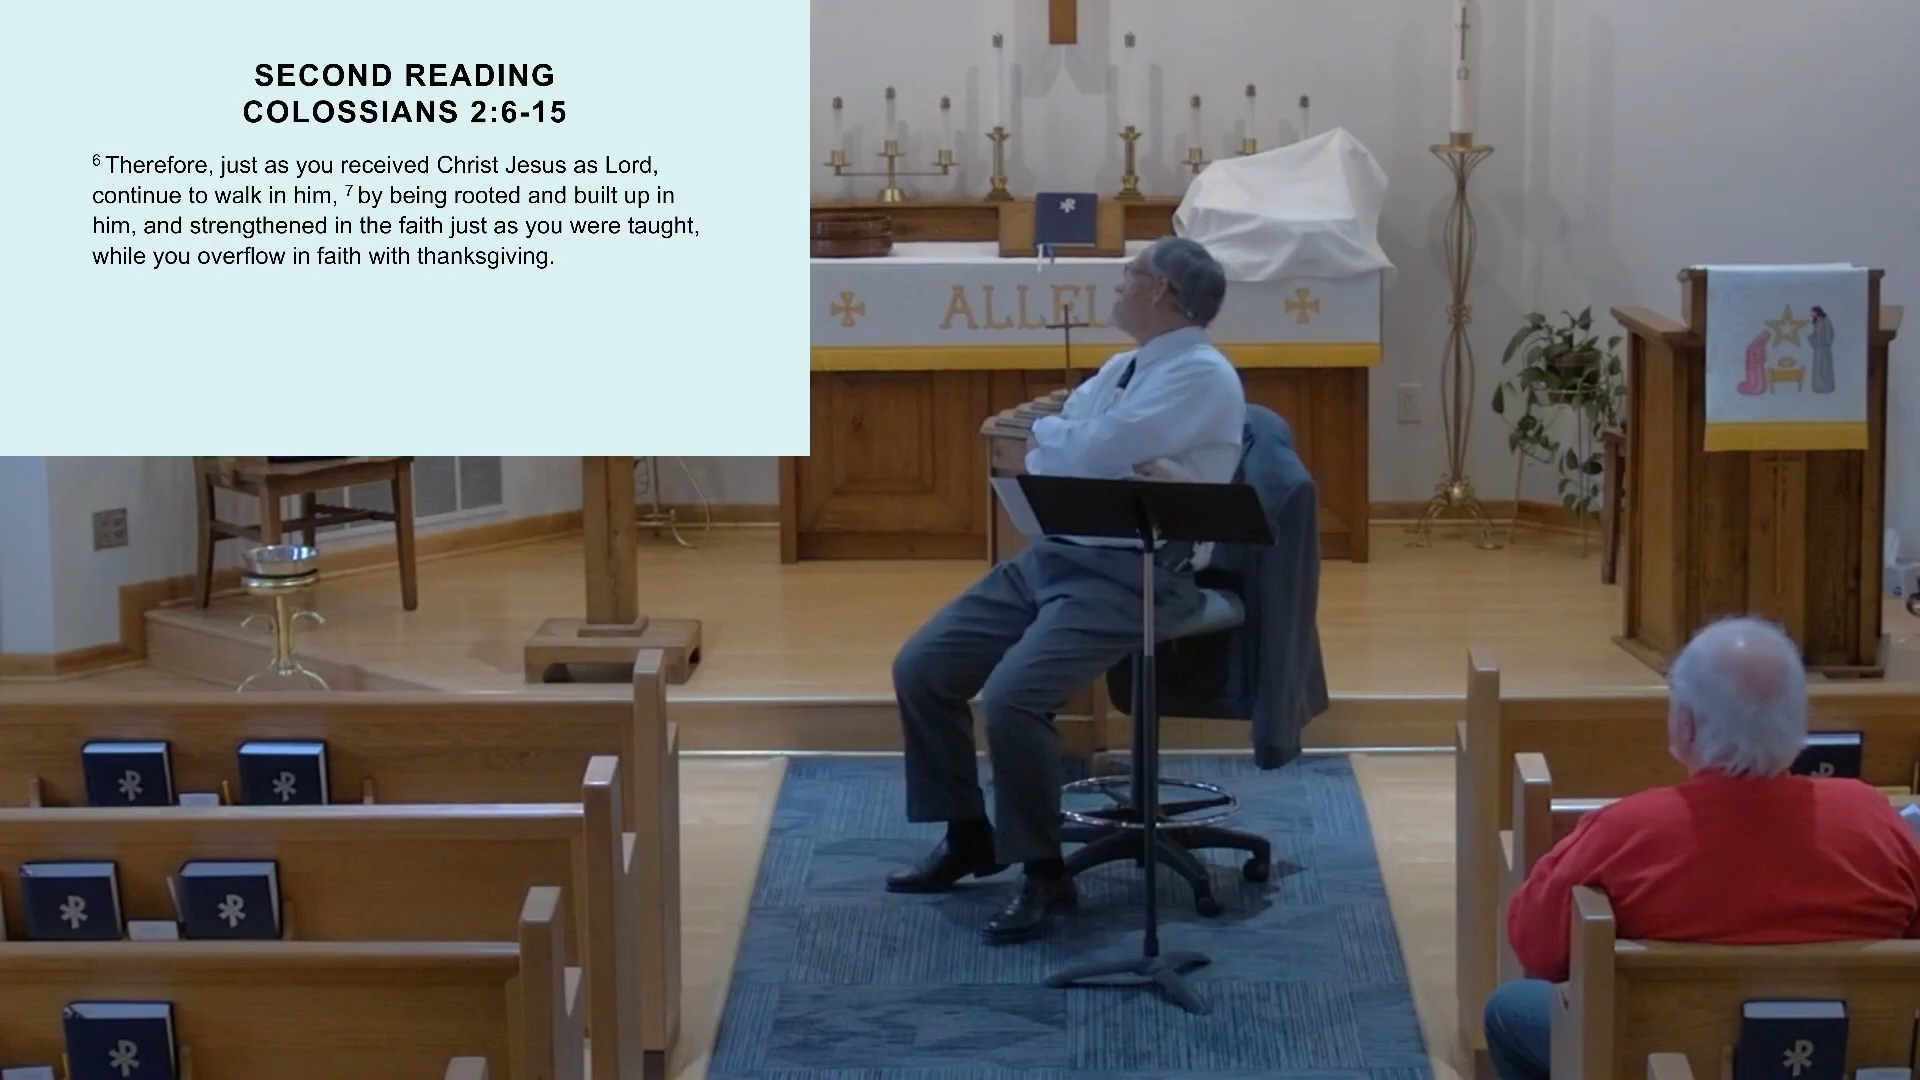 SECOND READING
COLOSSIANS 2:6-15
6 Therefore, just as you received Christ Jesus as Lord,
continue to walk in him, 7 by being rooted and built up in
him, and strengthened in the faith just as you were taught,
while you overflow in faith with thanksgiving.
ALLEL